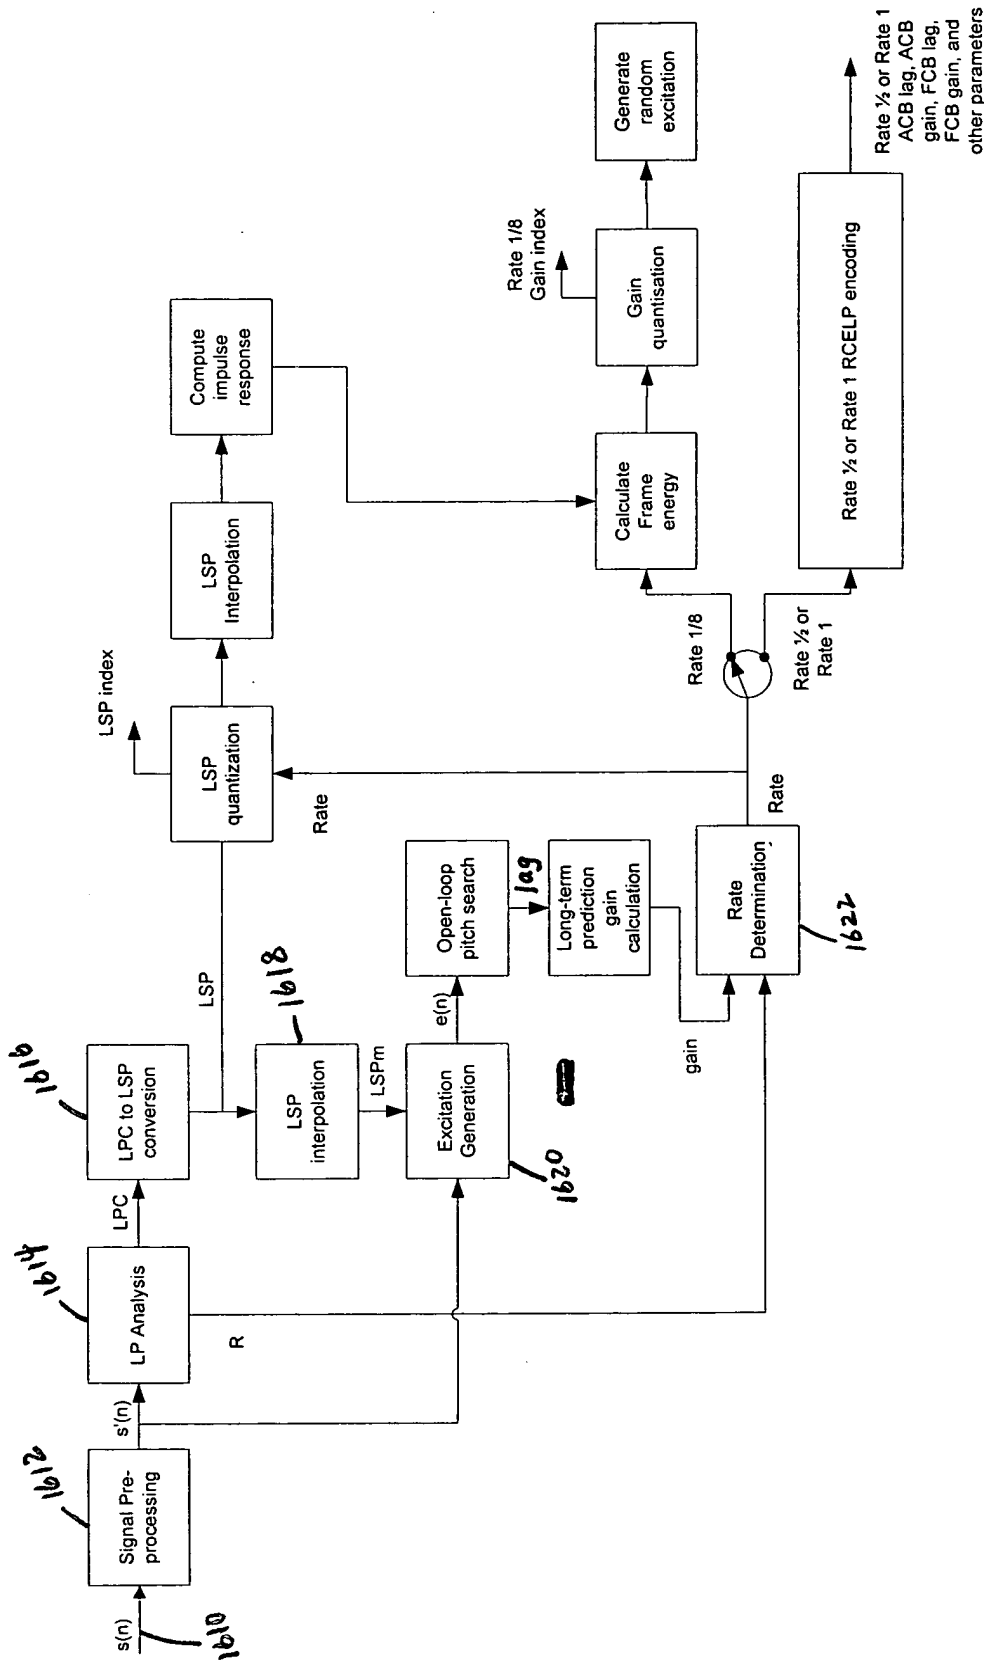 s(n)
1610
Signal Pre-
processing
1612
s'(n)
LP Analysis
1614
R
LPC
LPC to LSP
conversion
1616
LSP
LSP
interpolation
1618
LSPm
Excitation
Generation
1620
e(n)
Open-loop
pitch search
lag
Long-term
prediction
gain
calculation
gain
Rate
Determination
1622
Rate
Rate
LSP
quantization
LSP index
LSP
Interpolation
Compute
impulse
response
Rate 1/8
Rate ½ or
Rate 1
Calculate
Frame
energy
Gain
quantisation
Rate 1/8
Gain index
Generate
random
excitation
Rate ½ or Rate 1 RCELP encoding
Rate ½ or Rate 1
ACB lag, ACB
gain, FCB lag,
FCB gain, and
other parameters